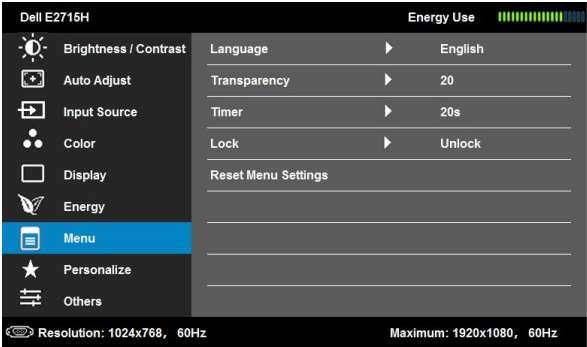 Dell E2715H Energy Use
Brightness / Contrast Language English
Auto Adjust Transparency 20
Input Source Timer 20s
Color Lock Unlock
Display Reset Menu Settings
Energy
Menu
Personalize
Others
Resolution: 1024x768, 60Hz Maximum: 1920x1080, 60Hz